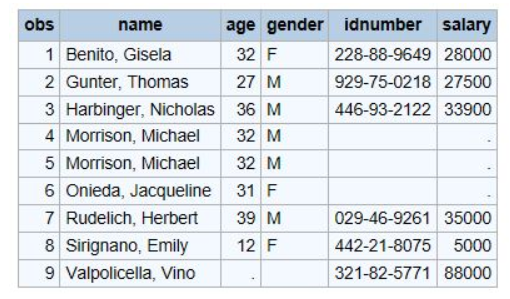 obs name age gender idnumber salary
1 Benito, Gisela 32 F 228-88-9649 28000
2 Gunter, Thomas 27 M 929-75-0218 27500
3 Harbinger, Nicholas 36 M 446-93-2122 33900
4 Morrison, Michael 32 M .
5 Morrison, Michael 32 M .
6 Onieda, Jacqueline 31 F .
7 Rudelich, Herbert 39 M 029-46-9261 35000
8 Sirignano, Emily 12 F 442-21-8075 5000
9 Valpolicella, Vino . 321-82-5771 88000